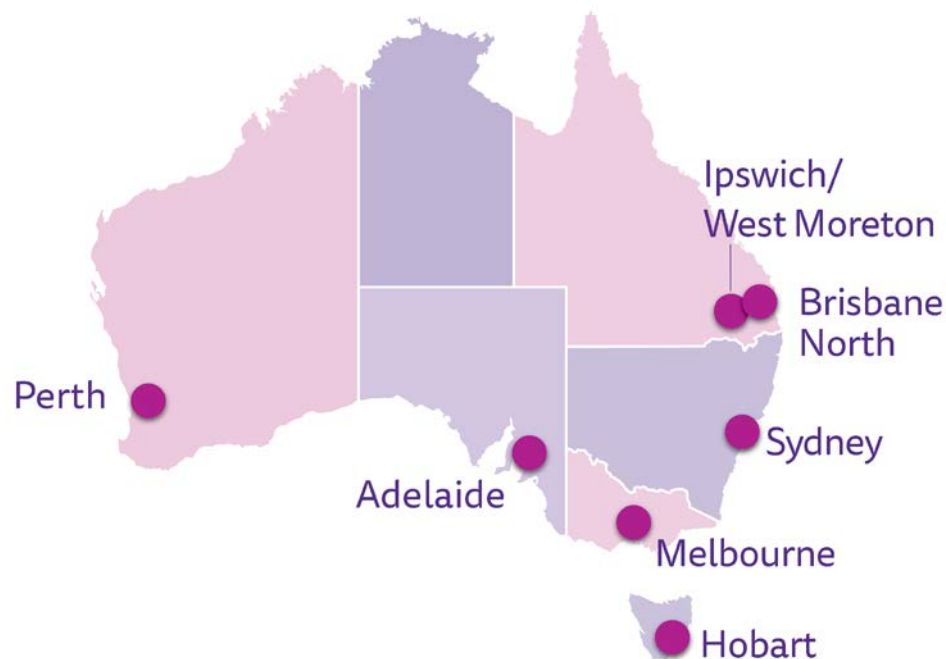 Ipswich/
West Moreton
Brisbane
North
Perth
Sydney
Adelaide
Melbourne
Hobart